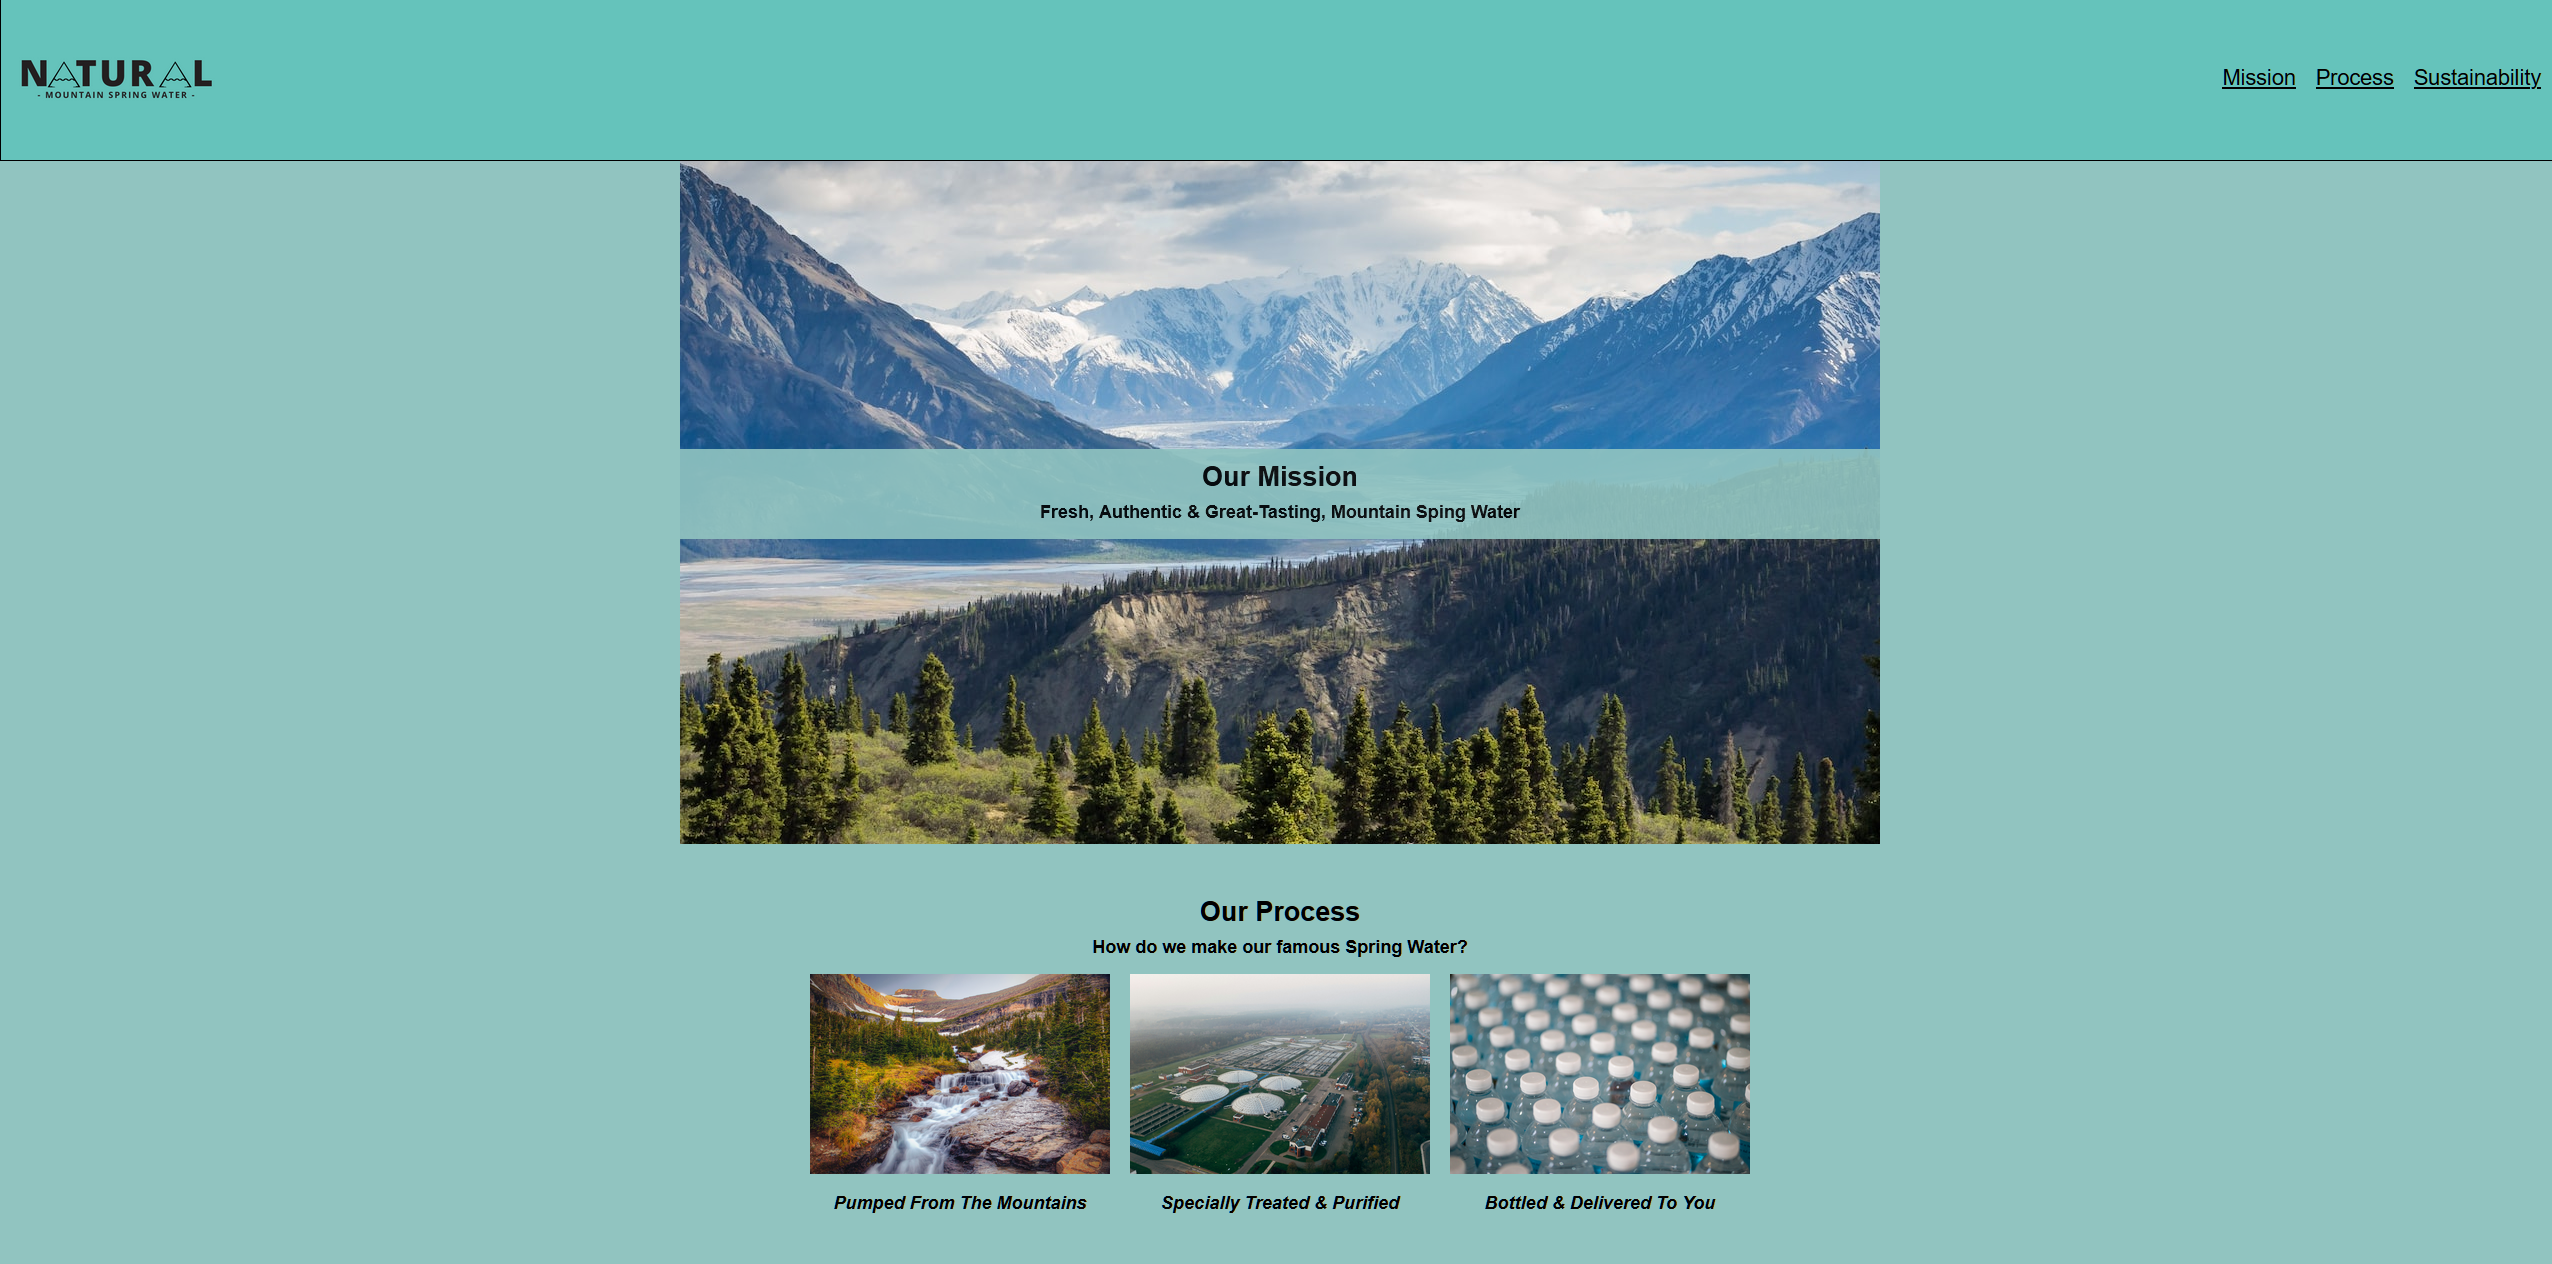 NATURAL
- MOUNTAIN SPRING WATER -
Mission Process Sustainability
Our Mission
Fresh, Authentic & Great-Tasting, Mountain Sping Water
Our Process
How do we make our famous Spring Water?
Pumped From The Mountains
Specially Treated & Purified
Bottled & Delivered To You